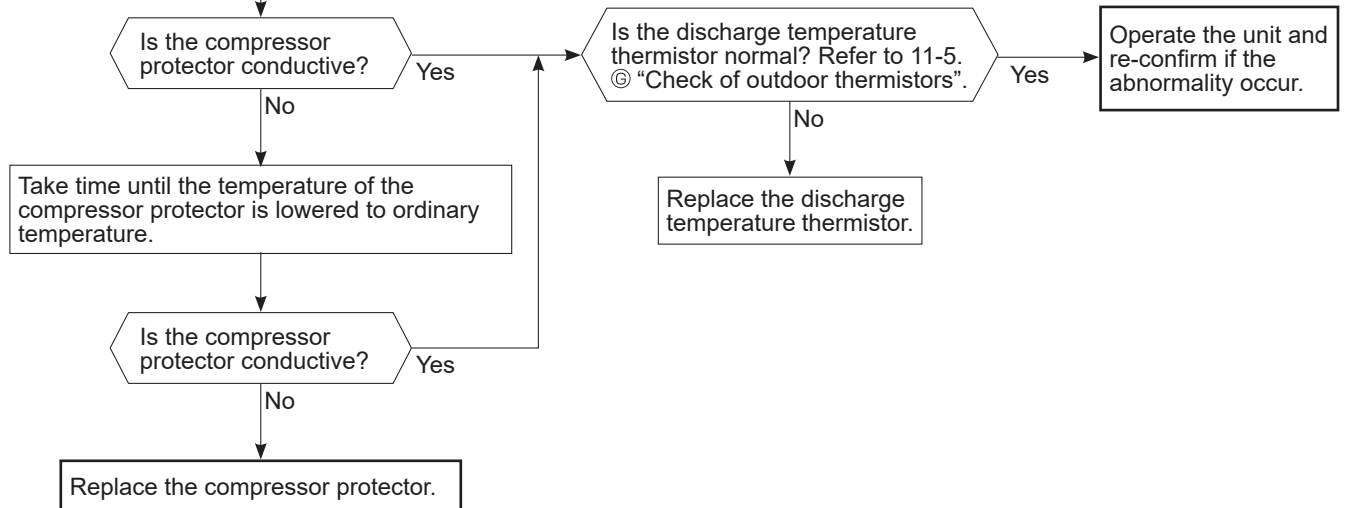 Is the compressor
protector conductive?
Yes
No
Take time until the temperature of the
compressor protector is lowered to ordinary
temperature.
Is the compressor
protector conductive?
Yes
No
Replace the compressor protector.
Is the discharge temperature
thermistor normal? Refer to 11-5.
Ⓖ “Check of outdoor thermistors”.
Yes
No
Replace the discharge
temperature thermistor.
Operate the unit and
re-confirm if the
abnormality occur.